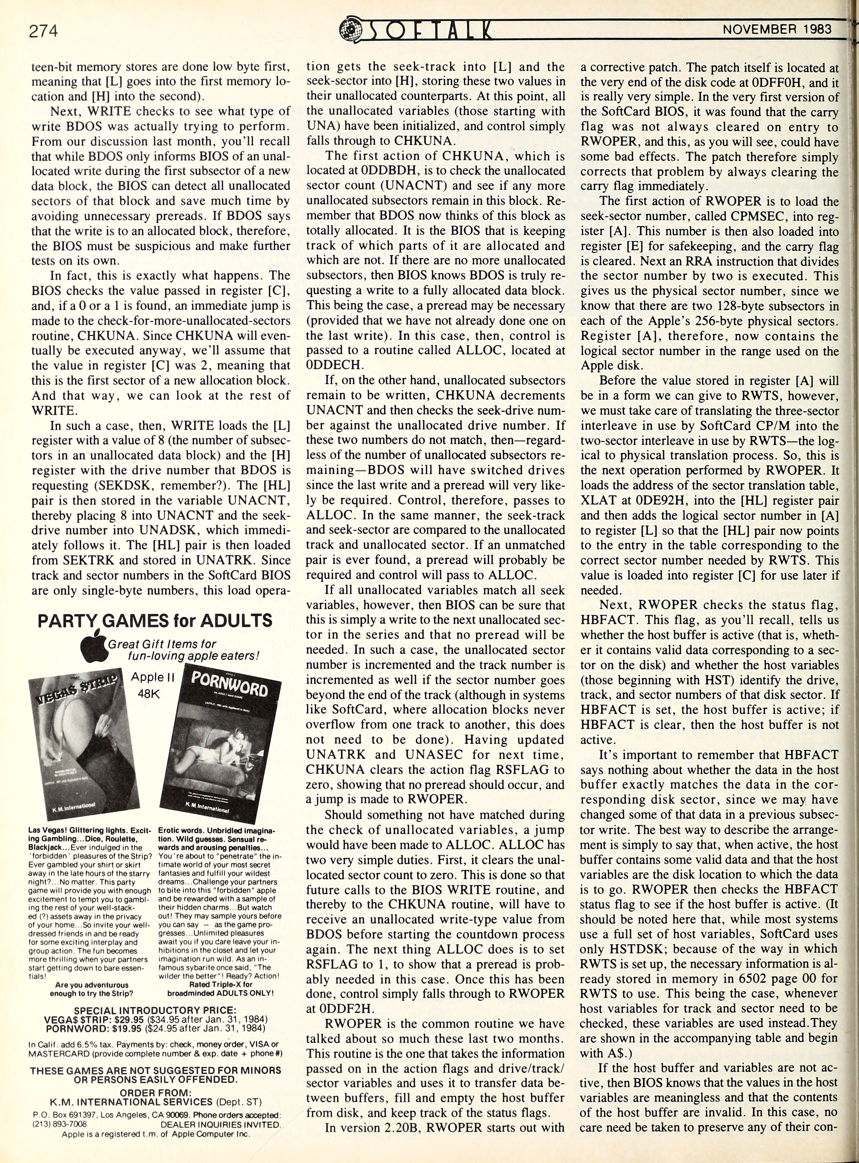 274
SOFTALK
NOVEMBER 1983
teen-bit memory stores are done low byte first,
meaning that [L] goes into the first memory lo-
cation and [H] into the second).
Next, WRITE checks to see what type of
write BDOS was actually trying to perform.
From our discussion last month, you'll recall
that while BDOS only informs BIOS of an unal-
located write during the first subsector of a new
data block, the BIOS can detect all unallocated
sectors of that block and save much time by
avoiding unnecessary prereads. If BDOS says
that the write is to an allocated block, therefore,
the BIOS must be suspicious and make further
tests on its own.
In fact, this is exactly what happens. The
BIOS checks the value passed in register [C],
and, if a 0 or a 1 is found, an immediate jump is
made to the check-for-more-unallocated-sectors
routine, CHKUNA. Since CHKUNA will even-
tually be executed anyway, we'll assume that
the value in register [C] was 2, meaning that
this is the first sector of a new allocation block.
And that way, we can look at the rest of
WRITE.
In such a case, then, WRITE loads the [L]
register with a value of 8 (the number of subsec-
tors in an unallocated data block) and the [H]
register with the drive number that BDOS is
requesting (SEKDSK, remember?). The [HL]
pair is then stored in the variable UNACNT,
thereby placing 8 into UNACNT and the seek-
drive number into UNADSK, which immedi-
ately follows it. The [HL] pair is then loaded
from SEKTRK and stored in UNATRK. Since
track and sector numbers in the SoftCard BIOS
are only single-byte numbers, this load opera-
PARTY GAMES for ADULTS
Great Gift Items for
fun-loving apple eaters!
Apple II
48K
VEGAS STRIP
K.M. International
PORNWORD
K.M. International
Las Vegas! Glittering lights. Excit-
ing Gambling...Dice, Roulette,
Blackjack...Ever indulged in the
'forbidden' pleasures of the Strip?
Ever gambled your shirt or skirt
away in the late hours of the starry
night?...No matter. This party
game will provide you with enough
excitement to tempt you to gambl-
ing the rest of your well-stack-
ed (?) assets away in the privacy
of your home...So invite your well-
dressed friends in and be ready
for some exciting interplay and
group action. The fun becomes
more thrilling when your partners
start getting down to bare essen-
tials!
Are you adventurous
enough to try the Strip?
Erotic words. Unbridled imagina-
tion. Wild guesses. Sensual re-
wards and arousing penalties...
You're about to "penetrate" the in-
timate world of your most secret
fantasies and fulfill your wildest
dreams...Challenge your partners
to bite into this "forbidden" apple
and be rewarded with a sample of
their hidden charms...But watch
out! They may sample yours before
you can say — as the game pro-
gresses...Unlimited pleasures
await you if you dare leave your in-
hibitions in the closet and let your
imagination run wild. As an in-
famous sybarite once said, "The
wilder the better"! Ready? Action!
Rated Triple-X for
broadminded ADULTS ONLY!
SPECIAL INTRODUCTORY PRICE:
VEGA$ STRIP: $29.95 ($34.95 after Jan. 31, 1984)
PORNWORD: $19.95 ($24.95 after Jan. 31, 1984)
In Calif. add 6.5% tax. Payments by: check, money order, VISA or
MASTERCARD (provide complete number & exp. date + phone #)
THESE GAMES ARE NOT SUGGESTED FOR MINORS
OR PERSONS EASILY OFFENDED.
ORDER FROM:
K.M. INTERNATIONAL SERVICES (Dept. ST)
P.O. Box 691397, Los Angeles, CA 90069. Phone orders accepted:
(213) 893-7008 DEALER INQUIRIES INVITED.
Apple is a registered t.m. of Apple Computer Inc.
tion gets the seek-track into [L] and the
seek-sector into [H], storing these two values in
their unallocated counterparts. At this point, all
the unallocated variables (those starting with
UNA) have been initialized, and control simply
falls through to CHKUNA.
The first action of CHKUNA, which is
located at 0DDBDH, is to check the unallocated
sector count (UNACNT) and see if any more
unallocated subsectors remain in this block. Re-
member that BDOS now thinks of this block as
totally allocated. It is the BIOS that is keeping
track of which parts of it are allocated and
which are not. If there are no more unallocated
subsectors, then BIOS knows BDOS is truly re-
questing a write to a fully allocated data block.
This being the case, a preread may be necessary
(provided that we have not already done one on
the last write). In this case, then, control is
passed to a routine called ALLOC, located at
0DDECH.
If, on the other hand, unallocated subsectors
remain to be written, CHKUNA decrements
UNACNT and then checks the seek-drive num-
ber against the unallocated drive number. If
these two numbers do not match, then—regard-
less of the number of unallocated subsectors re-
maining—BDOS will have switched drives
since the last write and a preread will very like-
ly be required. Control, therefore, passes to
ALLOC. In the same manner, the seek-track
and seek-sector are compared to the unallocated
track and unallocated sector. If an unmatched
pair is ever found, a preread will probably be
required and control will pass to ALLOC.
If all unallocated variables match all seek
variables, however, then BIOS can be sure that
this is simply a write to the next unallocated sec-
tor in the series and that no preread will be
needed. In such a case, the unallocated sector
number is incremented and the track number is
incremented as well if the sector number goes
beyond the end of the track (although in systems
like SoftCard, where allocation blocks never
overflow from one track to another, this does
not need to be done). Having updated
UNATRK and UNASEC for next time,
CHKUNA clears the action flag RSFLAG to
zero, showing that no preread should occur, and
a jump is made to RWOPER.
Should something not have matched during
the check of unallocated variables, a jump
would have been made to ALLOC. ALLOC has
two very simple duties. First, it clears the unal-
located sector count to zero. This is done so that
future calls to the BIOS WRITE routine, and
thereby to the CHKUNA routine, will have to
receive an unallocated write-type value from
BDOS before starting the countdown process
again. The next thing ALLOC does is to set
RSFLAG to 1, to show that a preread is prob-
ably needed in this case. Once this has been
done, control simply falls through to RWOPER
at 0DDF2H.
RWOPER is the common routine we have
talked about so much these last two months.
This routine is the one that takes the information
passed on in the action flags and drive/track/
sector variables and uses it to transfer data be-
tween buffers, fill and empty the host buffer
from disk, and keep track of the status flags.
In version 2.20B, RWOPER starts out with
a corrective patch. The patch itself is located at
the very end of the disk code at 0DFF0H, and it
is really very simple. In the very first version of
the SoftCard BIOS, it was found that the carry
flag was not always cleared on entry to
RWOPER, and this, as you will see, could have
some bad effects. The patch therefore simply
corrects that problem by always clearing the
carry flag immediately.
The first action of RWOPER is to load the
seek-sector number, called CPMSEC, into reg-
ister [A]. This number is then also loaded into
register [E] for safekeeping, and the carry flag
is cleared. Next an RRA instruction that divides
the sector number by two is executed. This
gives us the physical sector number, since we
know that there are two 128-byte subsectors in
each of the Apple's 256-byte physical sectors.
Register [A], therefore, now contains the
logical sector number in the range used on the
Apple disk.
Before the value stored in register [A] will
be in a form we can give to RWTS, however,
we must take care of translating the three-sector
interleave in use by SoftCard CP/M into the
two-sector interleave in use by RWTS—the log-
ical to physical translation process. So, this is
the next operation performed by RWOPER. It
loads the address of the sector translation table,
XLAT at 0DE92H, into the [HL] register pair
and then adds the logical sector number in [A]
to register [L] so that the [HL] pair now points
to the entry in the table corresponding to the
correct sector number needed by RWTS. This
value is loaded into register [C] for use later if
needed.
Next, RWOPER checks the status flag,
HBFACT. This flag, as you'll recall, tells us
whether the host buffer is active (that is, wheth-
er it contains valid data corresponding to a sec-
tor on the disk) and whether the host variables
(those beginning with HST) identify the drive,
track, and sector numbers of that disk sector. If
HBFACT is set, the host buffer is active; if
HBFACT is clear, then the host buffer is not
active.
It's important to remember that HBFACT
says nothing about whether the data in the host
buffer exactly matches the data in the cor-
responding disk sector, since we may have
changed some of that data in a previous subsec-
tor write. The best way to describe the arrange-
ment is simply to say that, when active, the host
buffer contains some valid data and that the host
variables are the disk location to which the data
is to go. RWOPER then checks the HBFACT
status flag to see if the host buffer is active. (It
should be noted here that, while most systems
use a full set of host variables, SoftCard uses
only HSTDSK; because of the way in which
RWTS is set up, the necessary information is al-
ready stored in memory in 6502 page 00 for
RWTS to use. This being the case, whenever
host variables for track and sector need to be
checked, these variables are used instead.They
are shown in the accompanying table and begin
with A$.)
If the host buffer and variables are not ac-
tive, then BIOS knows that the values in the host
variables are meaningless and that the contents
of the host buffer are invalid. In this case, no
care need be taken to preserve any of their con-